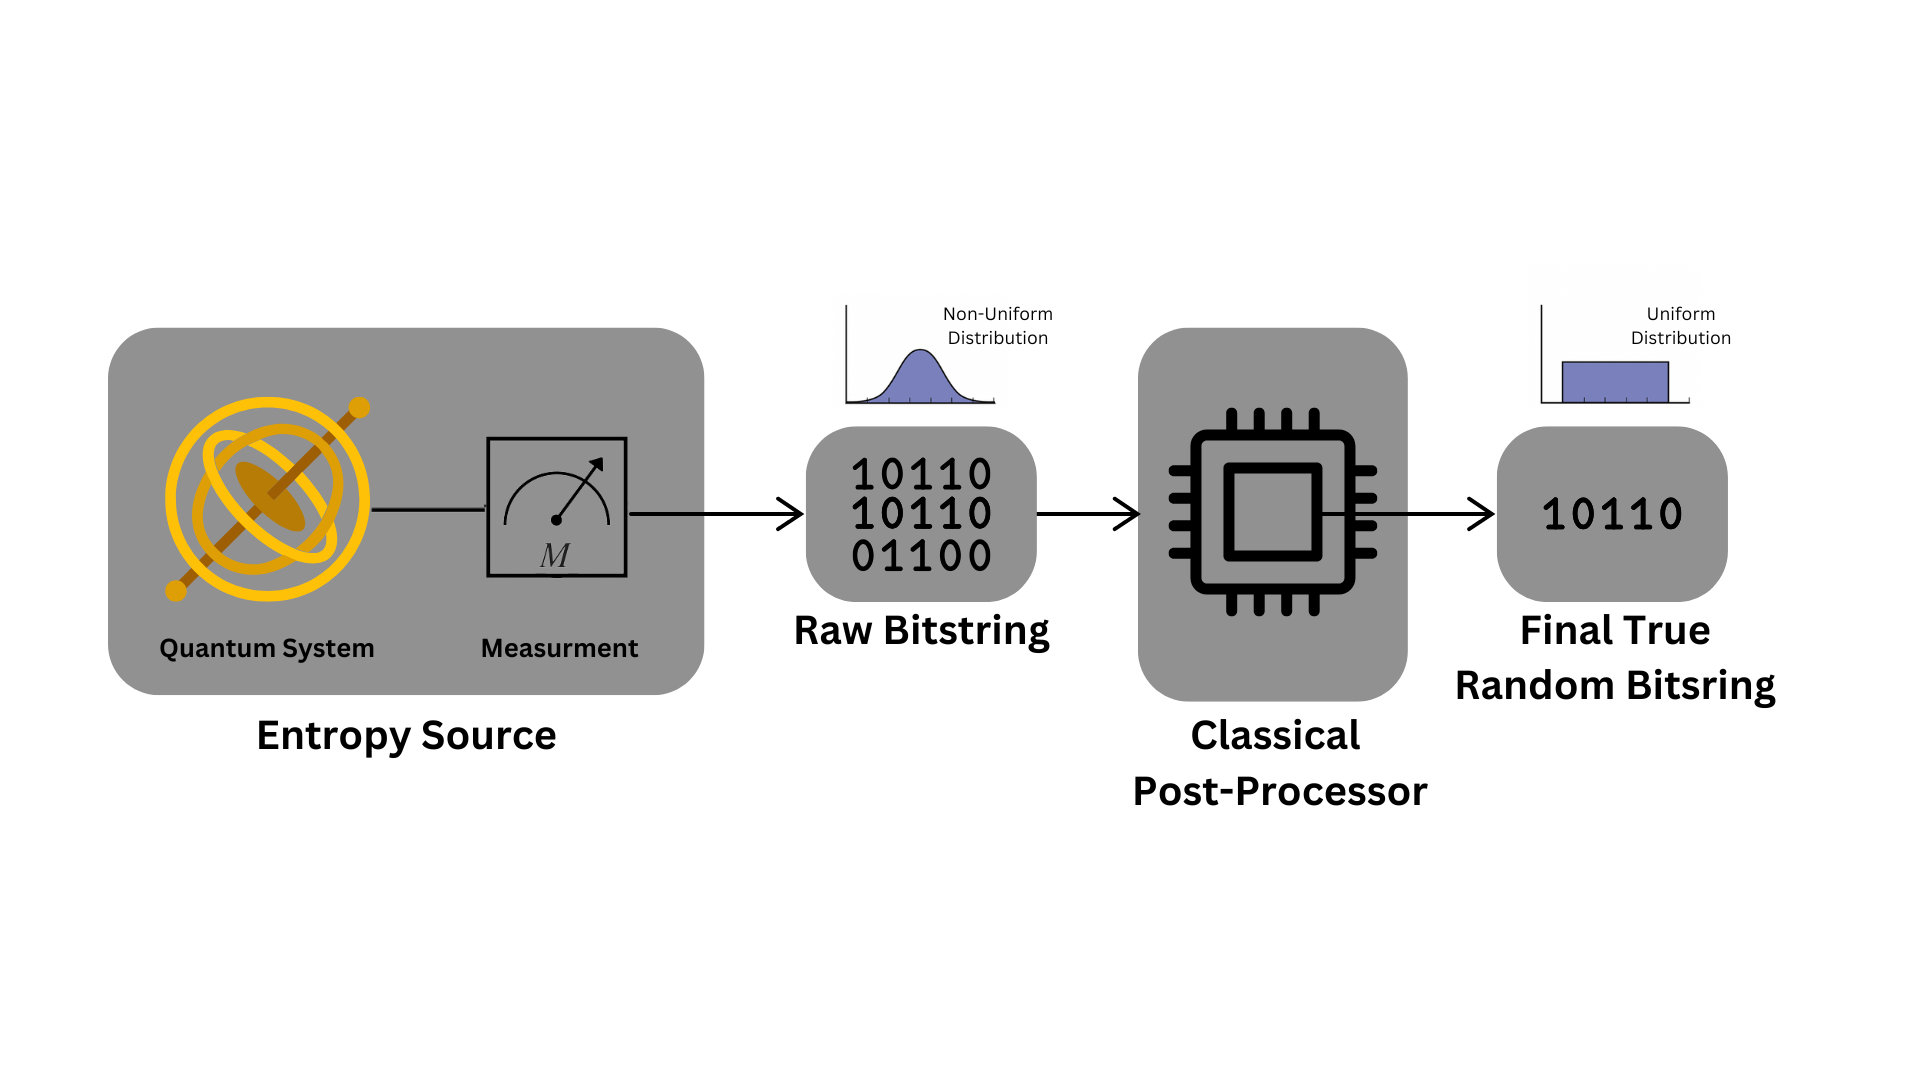 M
Quantum System
Measurment
Entropy Source
Non-Uniform
Distribution
10110
10110
01100
Raw Bitstring
Classical
Post-Processor
Uniform
Distribution
10110
Final True
Random Bitsring